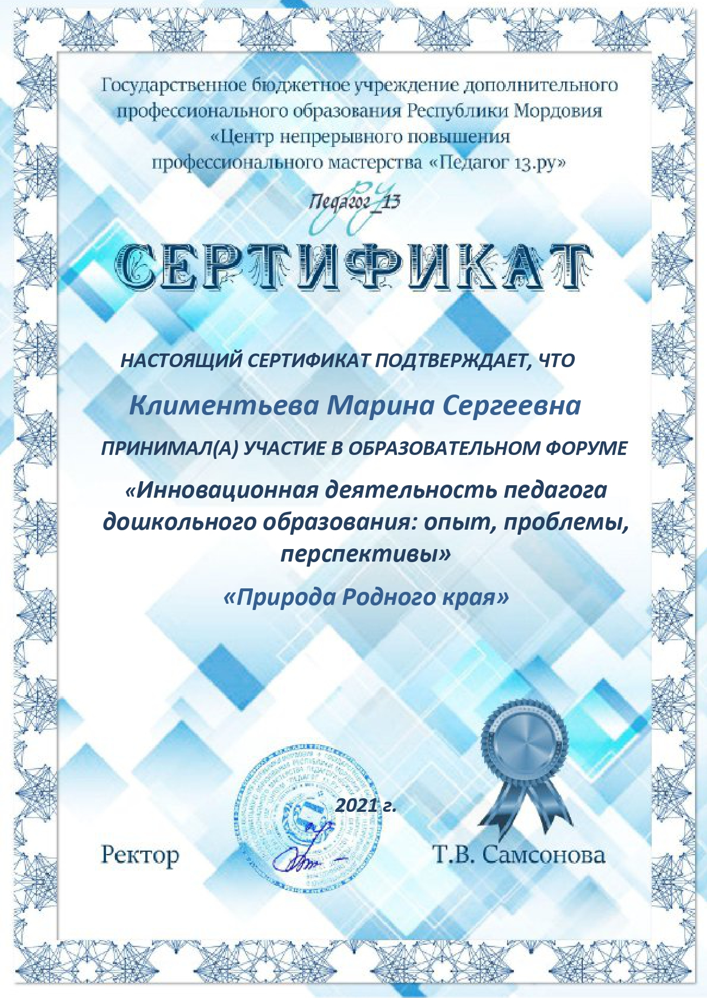 Государственное бюджетное учреждение дополнительного
профессионального образования Республики Мордовия
«Центр непрерывного повышения
профессионального мастерства «Педагог 13.ру»
Педагог_13
ру
СЕРТИФИКАТ
НАСТОЯЩИЙ СЕРТИФИКАТ ПОДТВЕРЖДАЕТ, ЧТО
Климентьева Марина Сергеевна
ПРИНИМАЛ(А) УЧАСТИЕ В ОБРАЗОВАТЕЛЬНОМ ФОРУМЕ
«Инновационная деятельность педагога
дошкольного образования: опыт, проблемы,
перспективы»
«Природа Родного края»
2021 г.
Ректор
Т.В. Самсонова